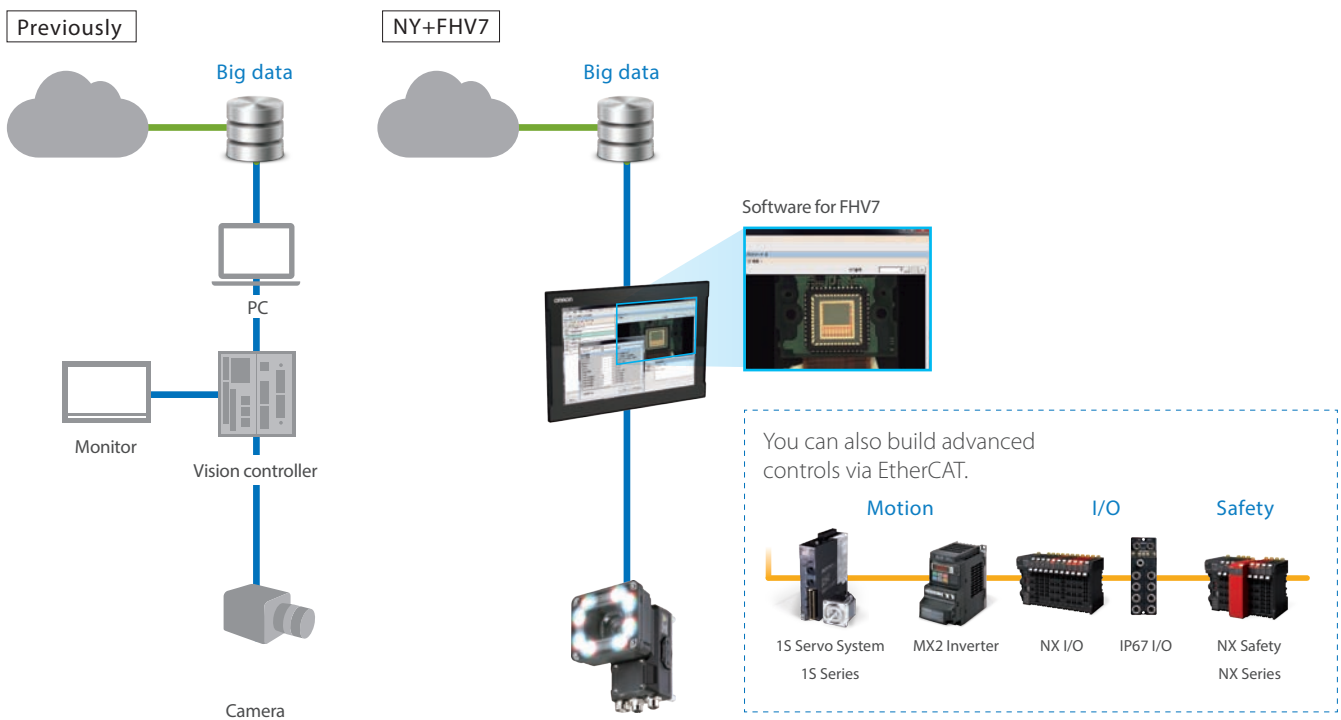 Previously
Big data
PC
Monitor
Vision controller
Camera
NY+FHV7
Big data
Software for FHV7
OMRON
You can also build advanced
controls via EtherCAT.
Motion
I/O
Safety
1S Servo System
1S Series
MX2 Inverter
NX I/O
IP67 I/O
NX Safety
NX Series